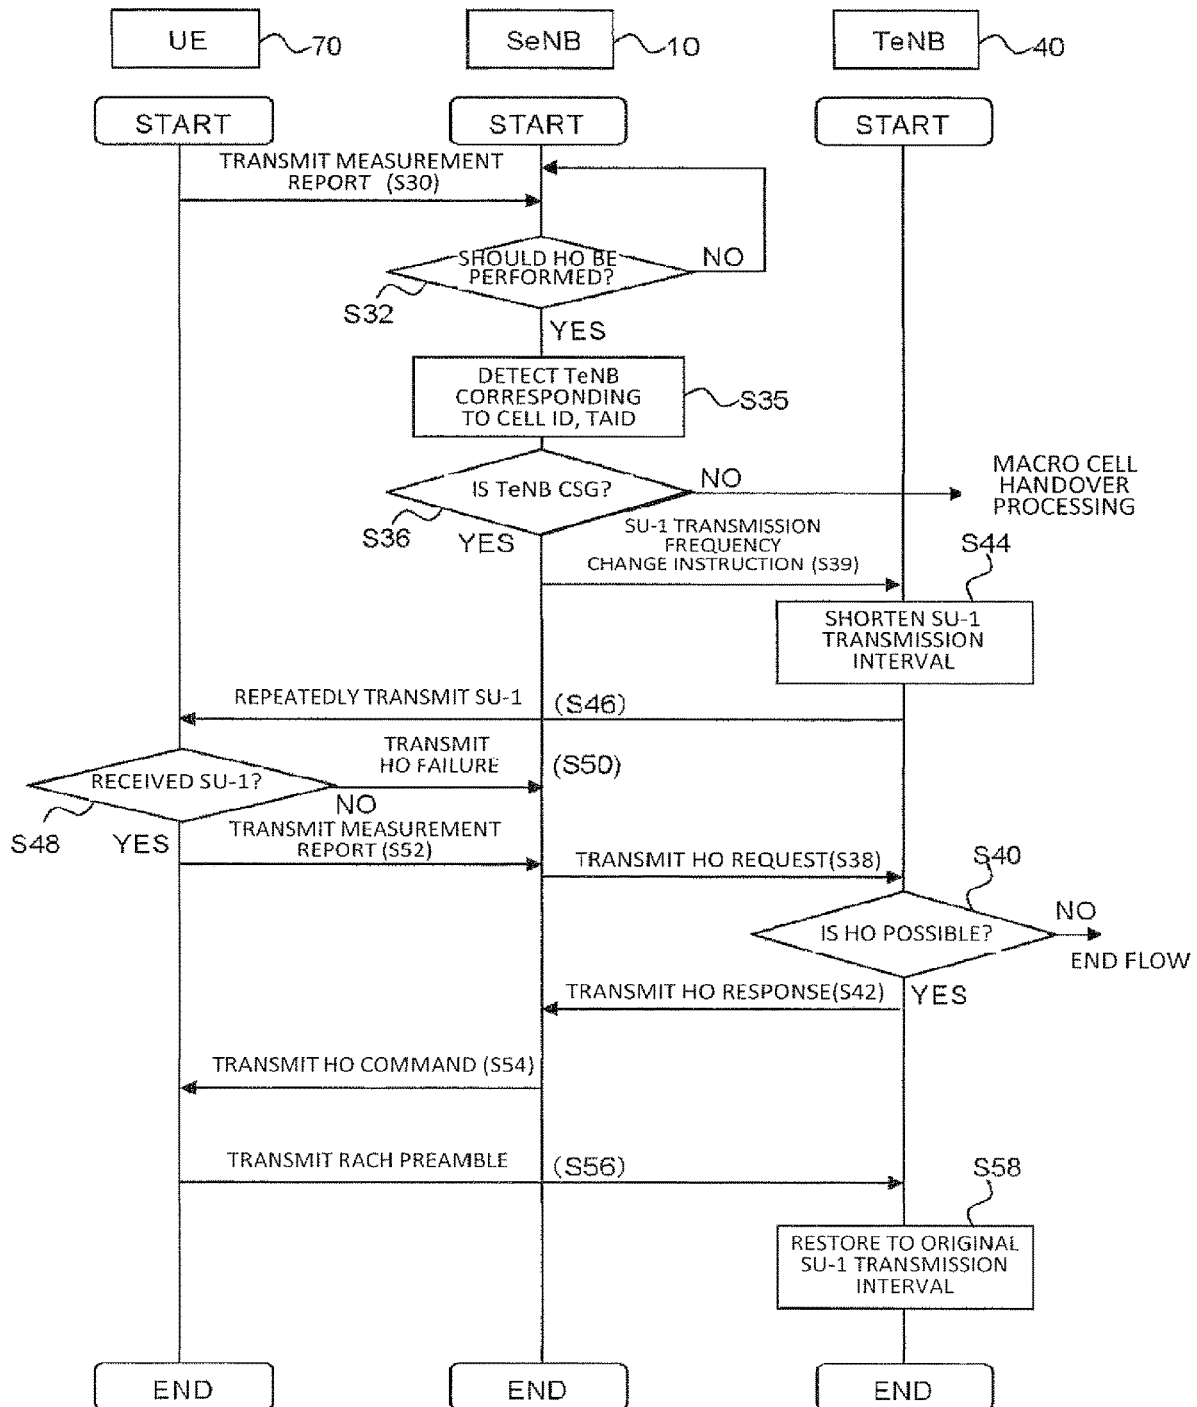 UE
70
SeNB
10
TeNB
40
START
START
START
TRANSMIT MEASUREMENT
REPORT (S30)
SHOULD HO BE
PERFORMED?
NO
S32
YES
DETECT TeNB
CORRESPONDING
TO CELL ID, TAID
S35
IS TeNB CSG?
NO
MACRO CELL
HANDOVER
PROCESSING
S36
YES
SU-1 TRANSMISSION
FREQUENCY
CHANGE INSTRUCTION (S39)
S44
SHORTEN SU-1
TRANSMISSION
INTERVAL
REPEATEDLY TRANSMIT SU-1
(S46)
TRANSMIT
HO FAILURE
(S50)
RECEIVED SU-1?
NO
S48
YES
TRANSMIT MEASUREMENT
REPORT (S52)
TRANSMIT HO REQUEST(S38)
S40
IS HO POSSIBLE?
NO
END FLOW
YES
TRANSMIT HO RESPONSE(S42)
TRANSMIT HO COMMAND (S54)
TRANSMIT RACH PREAMBLE
(S56)
S58
RESTORE TO ORIGINAL
SU-1 TRANSMISSION
INTERVAL
END
END
END